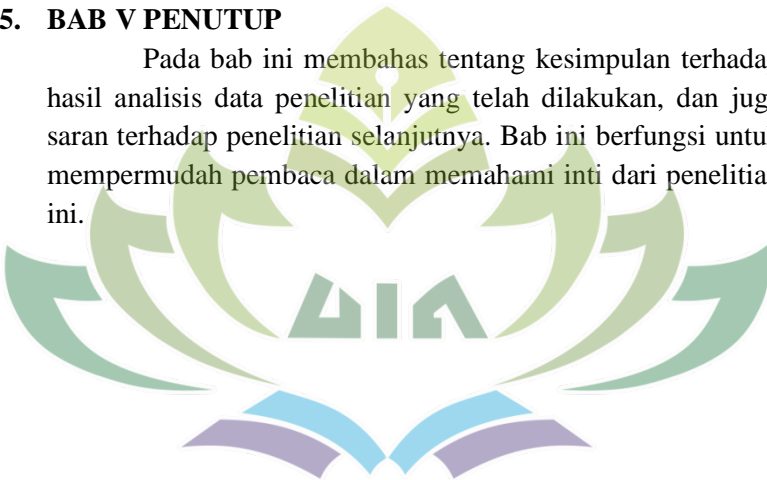 5. BAB V PENUTUP
Pada bab ini membahas tentang kesimpulan terhada
hasil analisis data penelitian yang telah dilakukan, dan jug
saran terhadap penelitian selanjutnya. Bab ini berfungsi untu
mempermudah pembaca dalam memahami inti dari penelitia
ini.
UIN